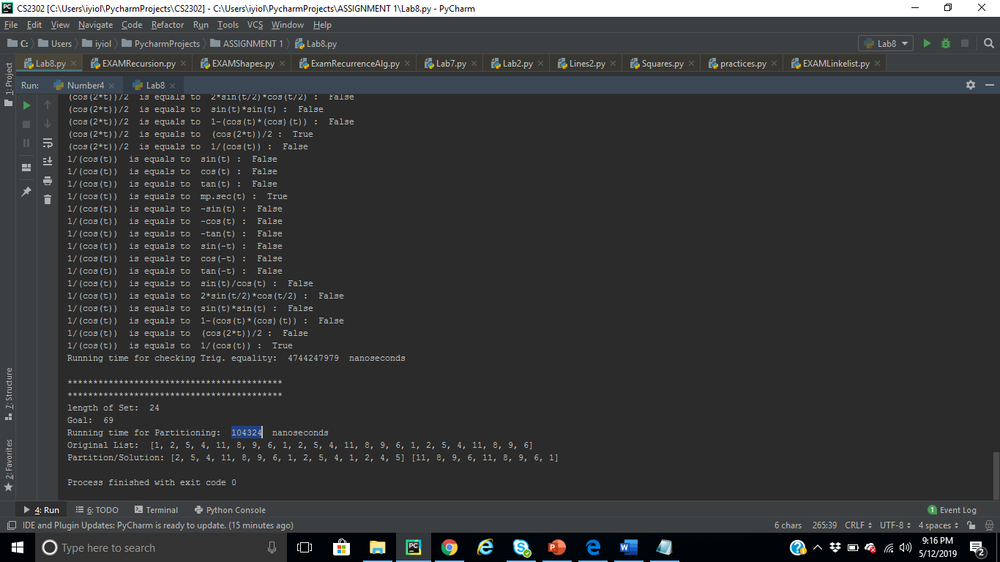 CS2302 [C:\Users\iyiol\PycharmProjects\CS2302] - C:\Users\iyiol\PycharmProjects\ASSIGNMENT 1\Lab8.py - PyCharm
File Edit View Navigate Code Refactor Run Tools VCS Window Help
C: Users iyiol PycharmProjects ASSIGNMENT 1 Lab8.py Lab8
Lab8.py EXAMRecursion.py EXAMShapes.py ExamRecurrenceAlg.py Lab7.py Lab2.py Lines2.py Squares.py practices.py EXAMLinkelist.py
1: Project
Run: Number4 Lab8
(cos(2*t))/2  is equals to  2*sin(t/2)*cos(t/2) :  False
(cos(2*t))/2  is equals to  sin(t)*sin(t) :  False
(cos(2*t))/2  is equals to  1-(cos(t)*(cos)(t)) :  False
(cos(2*t))/2  is equals to  (cos(2*t))/2 :  True
(cos(2*t))/2  is equals to  1/(cos(t)) :  False
1/(cos(t))  is equals to  sin(t) :  False
1/(cos(t))  is equals to  cos(t) :  False
1/(cos(t))  is equals to  tan(t) :  False
1/(cos(t))  is equals to  mp.sec(t) :  True
1/(cos(t))  is equals to  -sin(t) :  False
1/(cos(t))  is equals to  -cos(t) :  False
1/(cos(t))  is equals to  -tan(t) :  False
1/(cos(t))  is equals to  sin(-t) :  False
1/(cos(t))  is equals to  cos(-t) :  False
1/(cos(t))  is equals to  tan(-t) :  False
1/(cos(t))  is equals to  sin(t)/cos(t) :  False
1/(cos(t))  is equals to  2*sin(t/2)*cos(t/2) :  False
1/(cos(t))  is equals to  sin(t)*sin(t) :  False
1/(cos(t))  is equals to  1-(cos(t)*(cos)(t)) :  False
1/(cos(t))  is equals to  (cos(2*t))/2 :  False
1/(cos(t))  is equals to  1/(cos(t)) :  True
Running time for checking Trig. equality:  4744247979  nanoseconds
******************************************
******************************************
length of Set:  24
Goal:  69
Running time for Partitioning:  104324  nanoseconds
Original List:  [1, 2, 5, 4, 11, 8, 9, 6, 1, 2, 5, 4, 11, 8, 9, 6, 1, 2, 5, 4, 11, 8, 9, 6]
Partition/Solution: [2, 5, 4, 11, 8, 9, 6, 1, 2, 5, 4, 1, 2, 4, 5] [11, 8, 9, 6, 11, 8, 9, 6, 1]
Process finished with exit code 0
7: Structure
2: Favorites
4: Run 6: TODO Terminal Python Console 1 Event Log
IDE and Plugin Updates: PyCharm is ready to update. (15 minutes ago) 6 chars 265:39 CRLF UTF-8 4 spaces
Type here to search
9:16 PM
5/12/2019
2